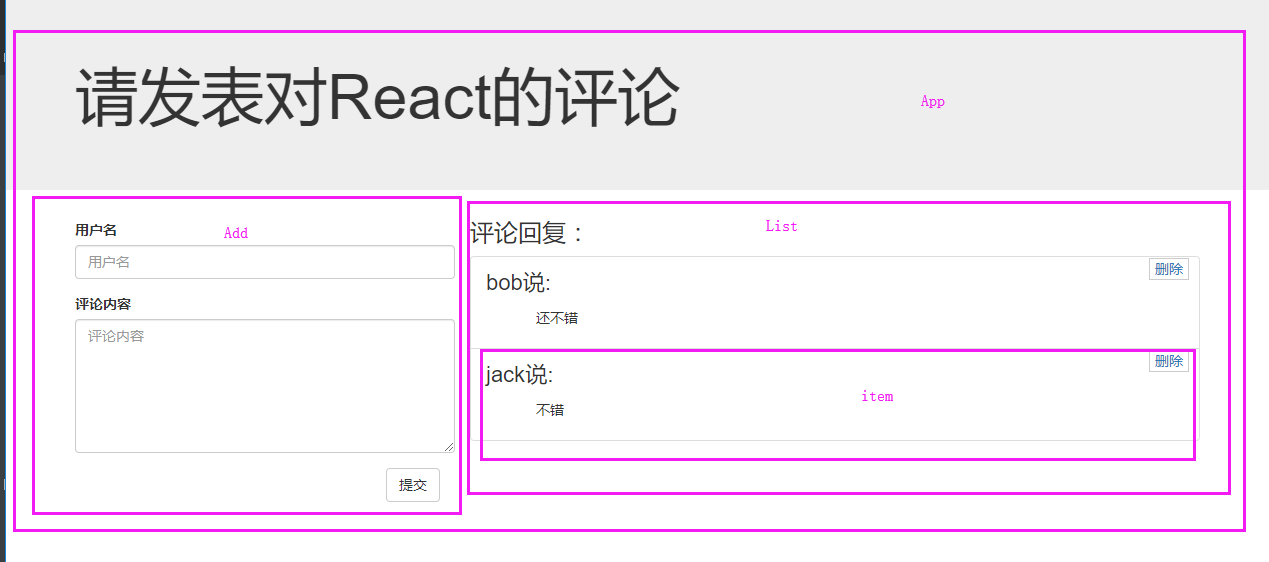 请发表对React的评论
App
用户名
Add
用户名
评论内容
评论内容
提交
评论回复：
List
bob说:
删除
还不错
jack说:
删除
不错
item